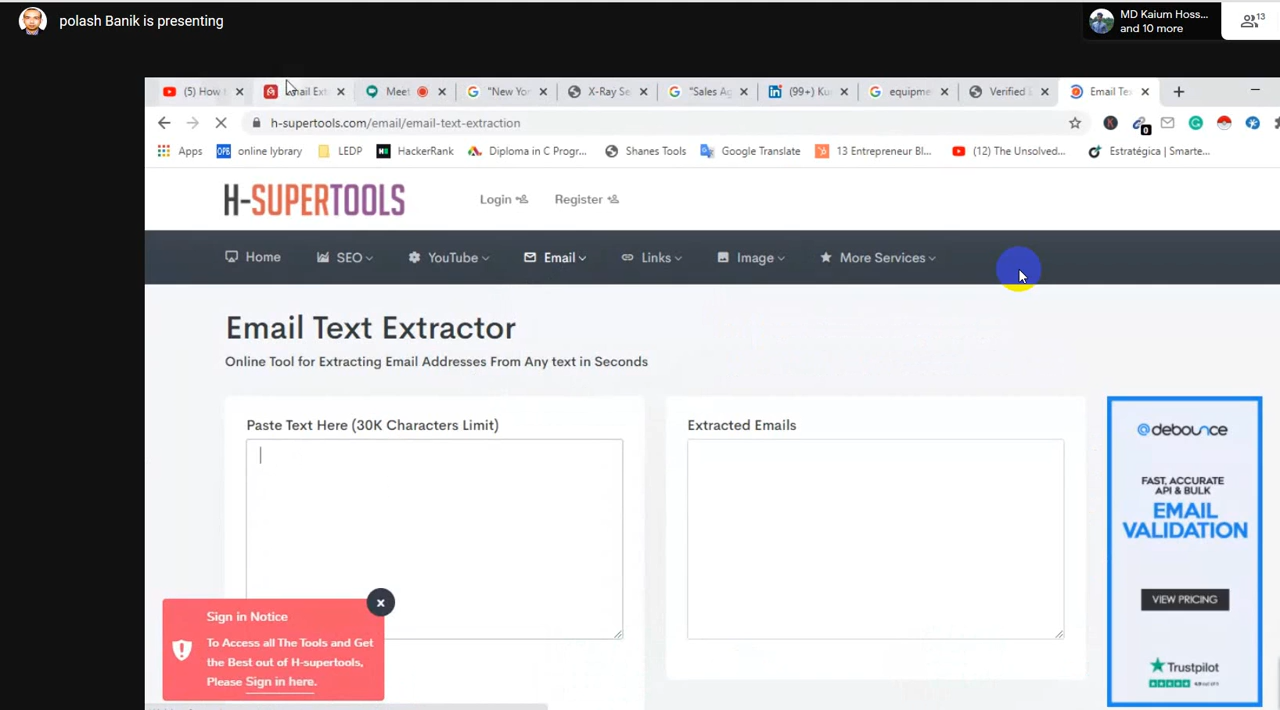 polash Banik is presenting
MD Kaium Hoss...
and 10 more
13
(5) How t
Email Ext
Meet
"New Yo
X-Ray Se
"Sales Ag
(99+) Ku
equipme
Verified
Email Te
h-supertools.com/email/email-text-extraction
0
Apps
OFB
online lybrary
LEDP
HackerRank
Diploma in C Progr...
Shanes Tools
Google Translate
13 Entrepreneur Bl...
(12) The Unsolved...
Estratégica | Smarte...
H-SUPERTOOLS
Login
Register
Home
SEO
YouTube
Email
Links
Image
More Services
Email Text Extractor
Online Tool for Extracting Email Addresses From Any text in Seconds
Paste Text Here (30K Characters Limit)
Extracted Emails
debounce
FAST, ACCURATE
API & BULK
EMAIL
VALIDATION
VIEW PRICING
Trustpilot
Sign in Notice
To Access all The Tools and Get
the Best out of H-supertools,
Please Sign in here.